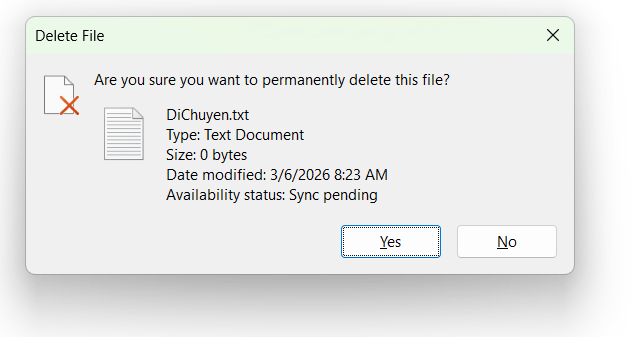 Delete File
Are you sure you want to permanently delete this file?
DiChuyen.txt
Type: Text Document
Size: 0 bytes
Date modified: 3/6/2026 8:23 AM
Availability status: Sync pending
Yes
No